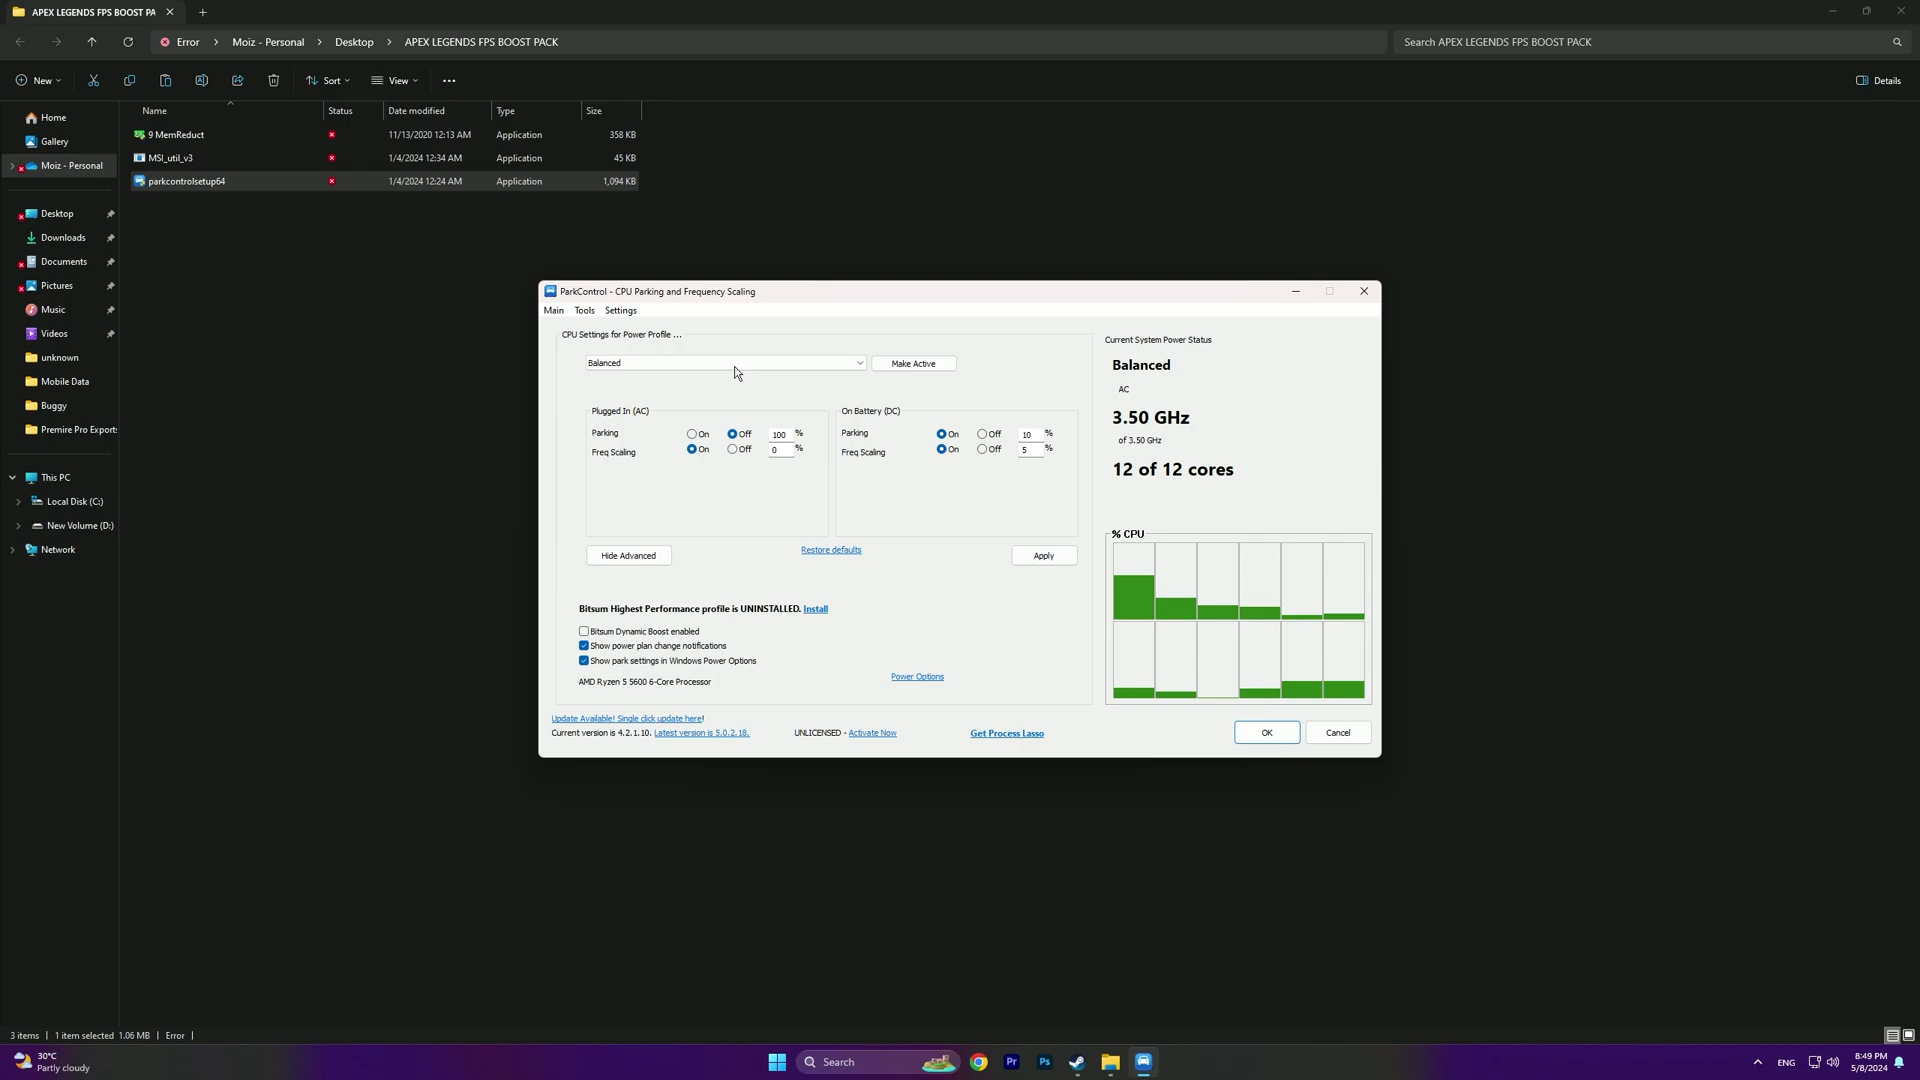 APEX LEGENDS FPS BOOST PA
Error
Moiz - Personal
Desktop
APEX LEGENDS FPS BOOST PACK
Search APEX LEGENDS FPS BOOST PACK
New
Sort
View
Details
Name
Status
Date modified
Type
Size
9 MemReduct
11/13/2020 12:13 AM
Application
358 KB
MSI_util_v3
1/4/2024 12:34 AM
Application
45 KB
parkcontrolsetup64
1/4/2024 12:24 AM
Application
1,094 KB
Home
Gallery
Moiz - Personal
Desktop
Downloads
Documents
Pictures
Music
Videos
unknown
Mobile Data
Buggy
Premire Pro Exports
This PC
Local Disk (C:)
New Volume (D:)
Network
ParkControl - CPU Parking and Frequency Scaling
Main Tools Settings
CPU Settings for Power Profile ...
Balanced
Make Active
Plugged In (AC)
Parking On Off 100 %
Freq Scaling On Off 0 %
On Battery (DC)
Parking On Off 10 %
Freq Scaling On Off 5 %
Hide Advanced
Restore defaults
Apply
Bitsum Highest Performance profile is UNINSTALLED. Install
Bitsum Dynamic Boost enabled
Show power plan change notifications
Show park settings in Windows Power Options
AMD Ryzen 5 5600 6-Core Processor
Power Options
Current System Power Status
Balanced
AC
3.50 GHz
of 3.50 GHz
12 of 12 cores
% CPU
Update Available! Single click update here!
Current version is 4.2.1.10. Latest version is 5.0.2.18.
UNLICENSED - Activate Now
Get Process Lasso
OK
Cancel
3 items
1 item selected 1.06 MB
Error
30°C
Partly cloudy
Search
Pr
Ps
ENG
8:49 PM
5/8/2024